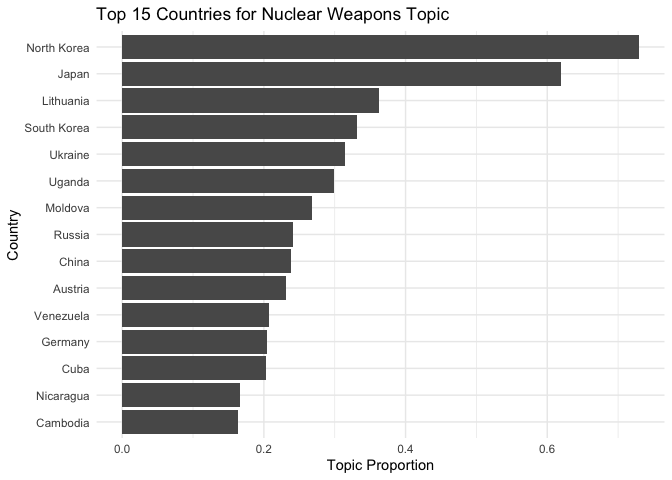 Top 15 Countries for Nuclear Weapons Topic
Country
North Korea
Japan
Lithuania
South Korea
Ukraine
Uganda
Moldova
Russia
China
Austria
Venezuela
Germany
Cuba
Nicaragua
Cambodia
0.0 0.2 0.4 0.6
Topic Proportion